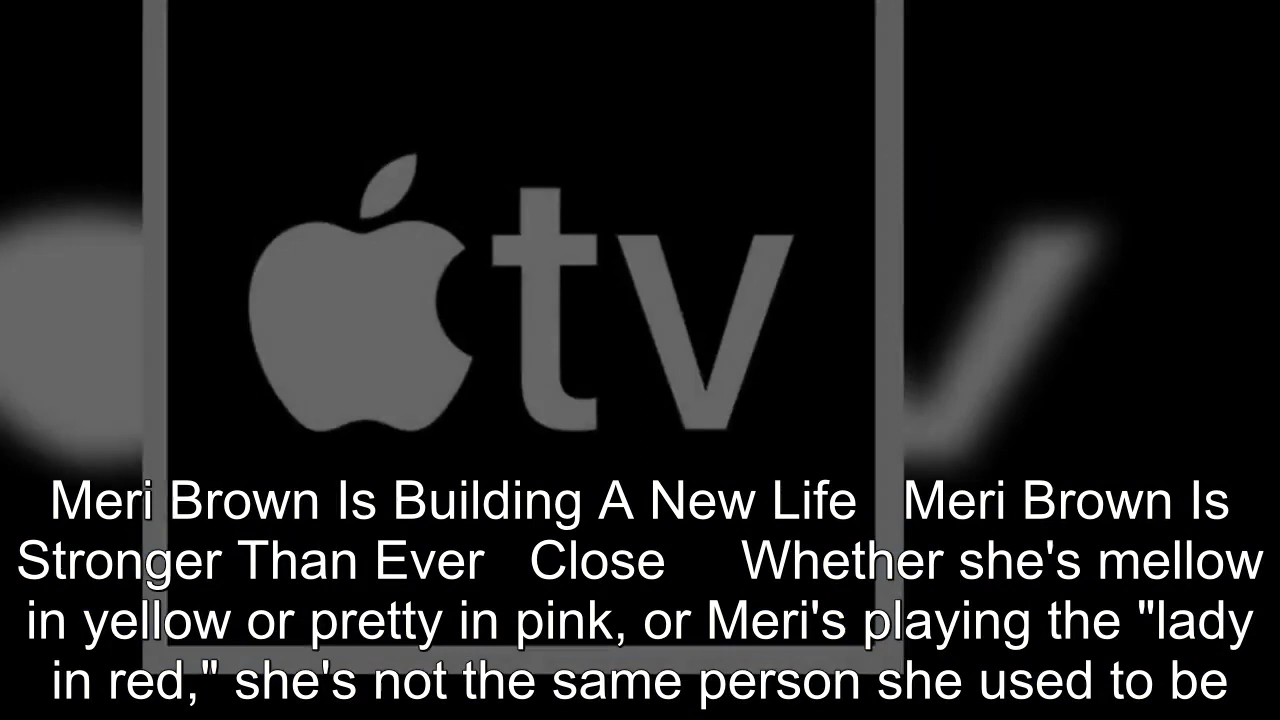 tv
Meri Brown Is Building A New Life   Meri Brown Is
Stronger Than Ever   Close     Whether she's mellow
in yellow or pretty in pink, or Meri's playing the "lady
in red," she's not the same person she used to be